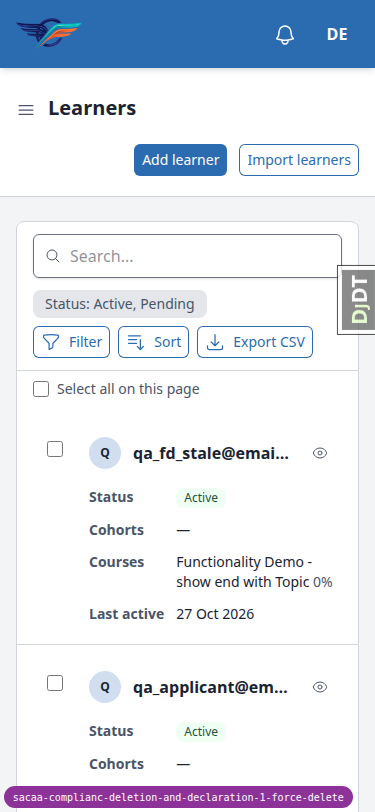 DE
Learners
Add learner
Import learners
Search...
DJDT
Status: Active, Pending
Filter
Sort
Export CSV
Select all on this page
Q
qa_fd_stale@emai...
Status
Active
Cohorts
—
Courses
Functionality Demo -
show end with Topic 0%
Last active
27 Oct 2026
Q
qa_applicant@em...
Status
Active
Cohorts
—
sacaa-complianc-deletion-and-declaration-1-force-delete